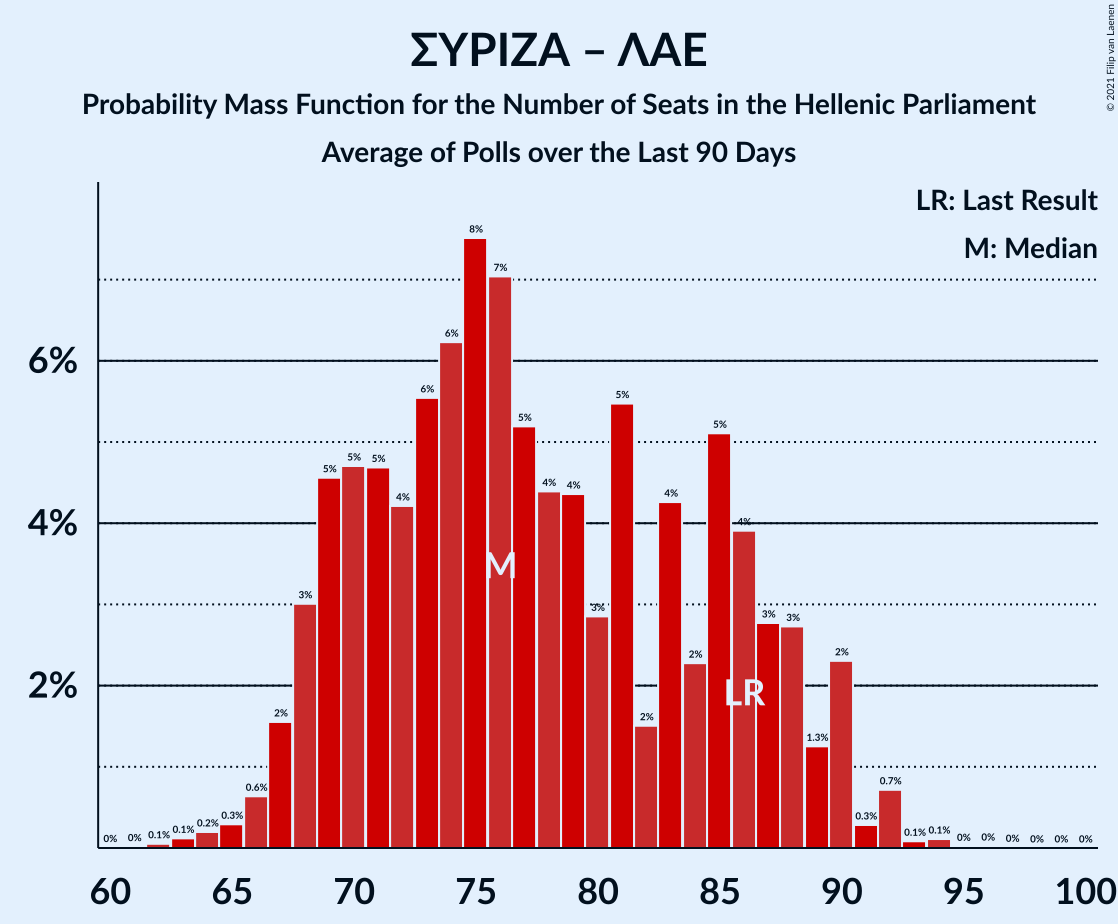 ΣΥΡΙΖΑ – ΛΑΕ
Probability Mass Function for the Number of Seats in the Hellenic Parliament
Average of Polls over the Last 90 Days
© 2021 Filip van Laenen
LR: Last Result
M: Median
6%
4%
2%
0% 0% 0.1% 0.1% 0.2% 0.3% 0.6% 2% 3% 5% 5% 5% 4% 6% 6% 8% 7% 5% 4% 4% 3% 5% 2% 4% 2% 5% 4% 3% 3% 1.3% 2% 0.3% 0.7% 0.1% 0.1% 0% 0% 0% 0% 0% 0%
M
LR
60 65 70 75 80 85 90 95 100